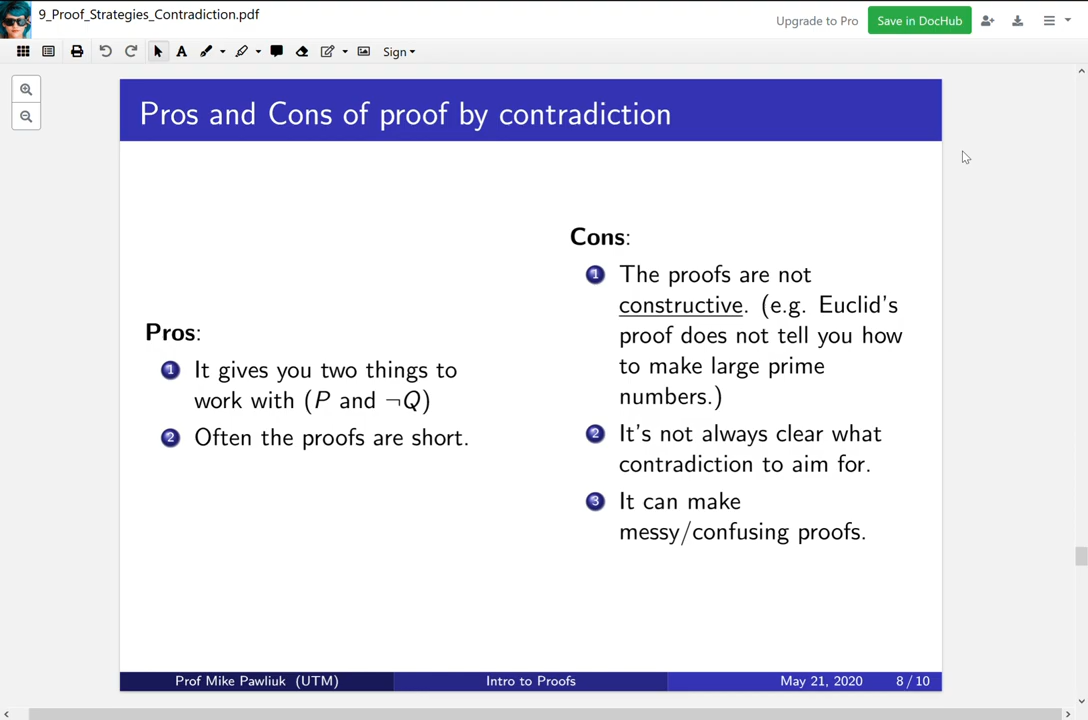 9_Proof_Strategies_Contradiction.pdf
Upgrade to Pro
Save in DocHub
A
Sign
Pros and Cons of proof by contradiction
Pros:
1 It gives you two things to
work with (P and ¬Q)
2 Often the proofs are short.
Cons:
1 The proofs are not
constructive. (e.g. Euclid's
proof does not tell you how
to make large prime
numbers.)
2 It's not always clear what
contradiction to aim for.
3 It can make
messy/confusing proofs.
Prof Mike Pawliuk (UTM)
Intro to Proofs
May 21, 2020
8 / 10